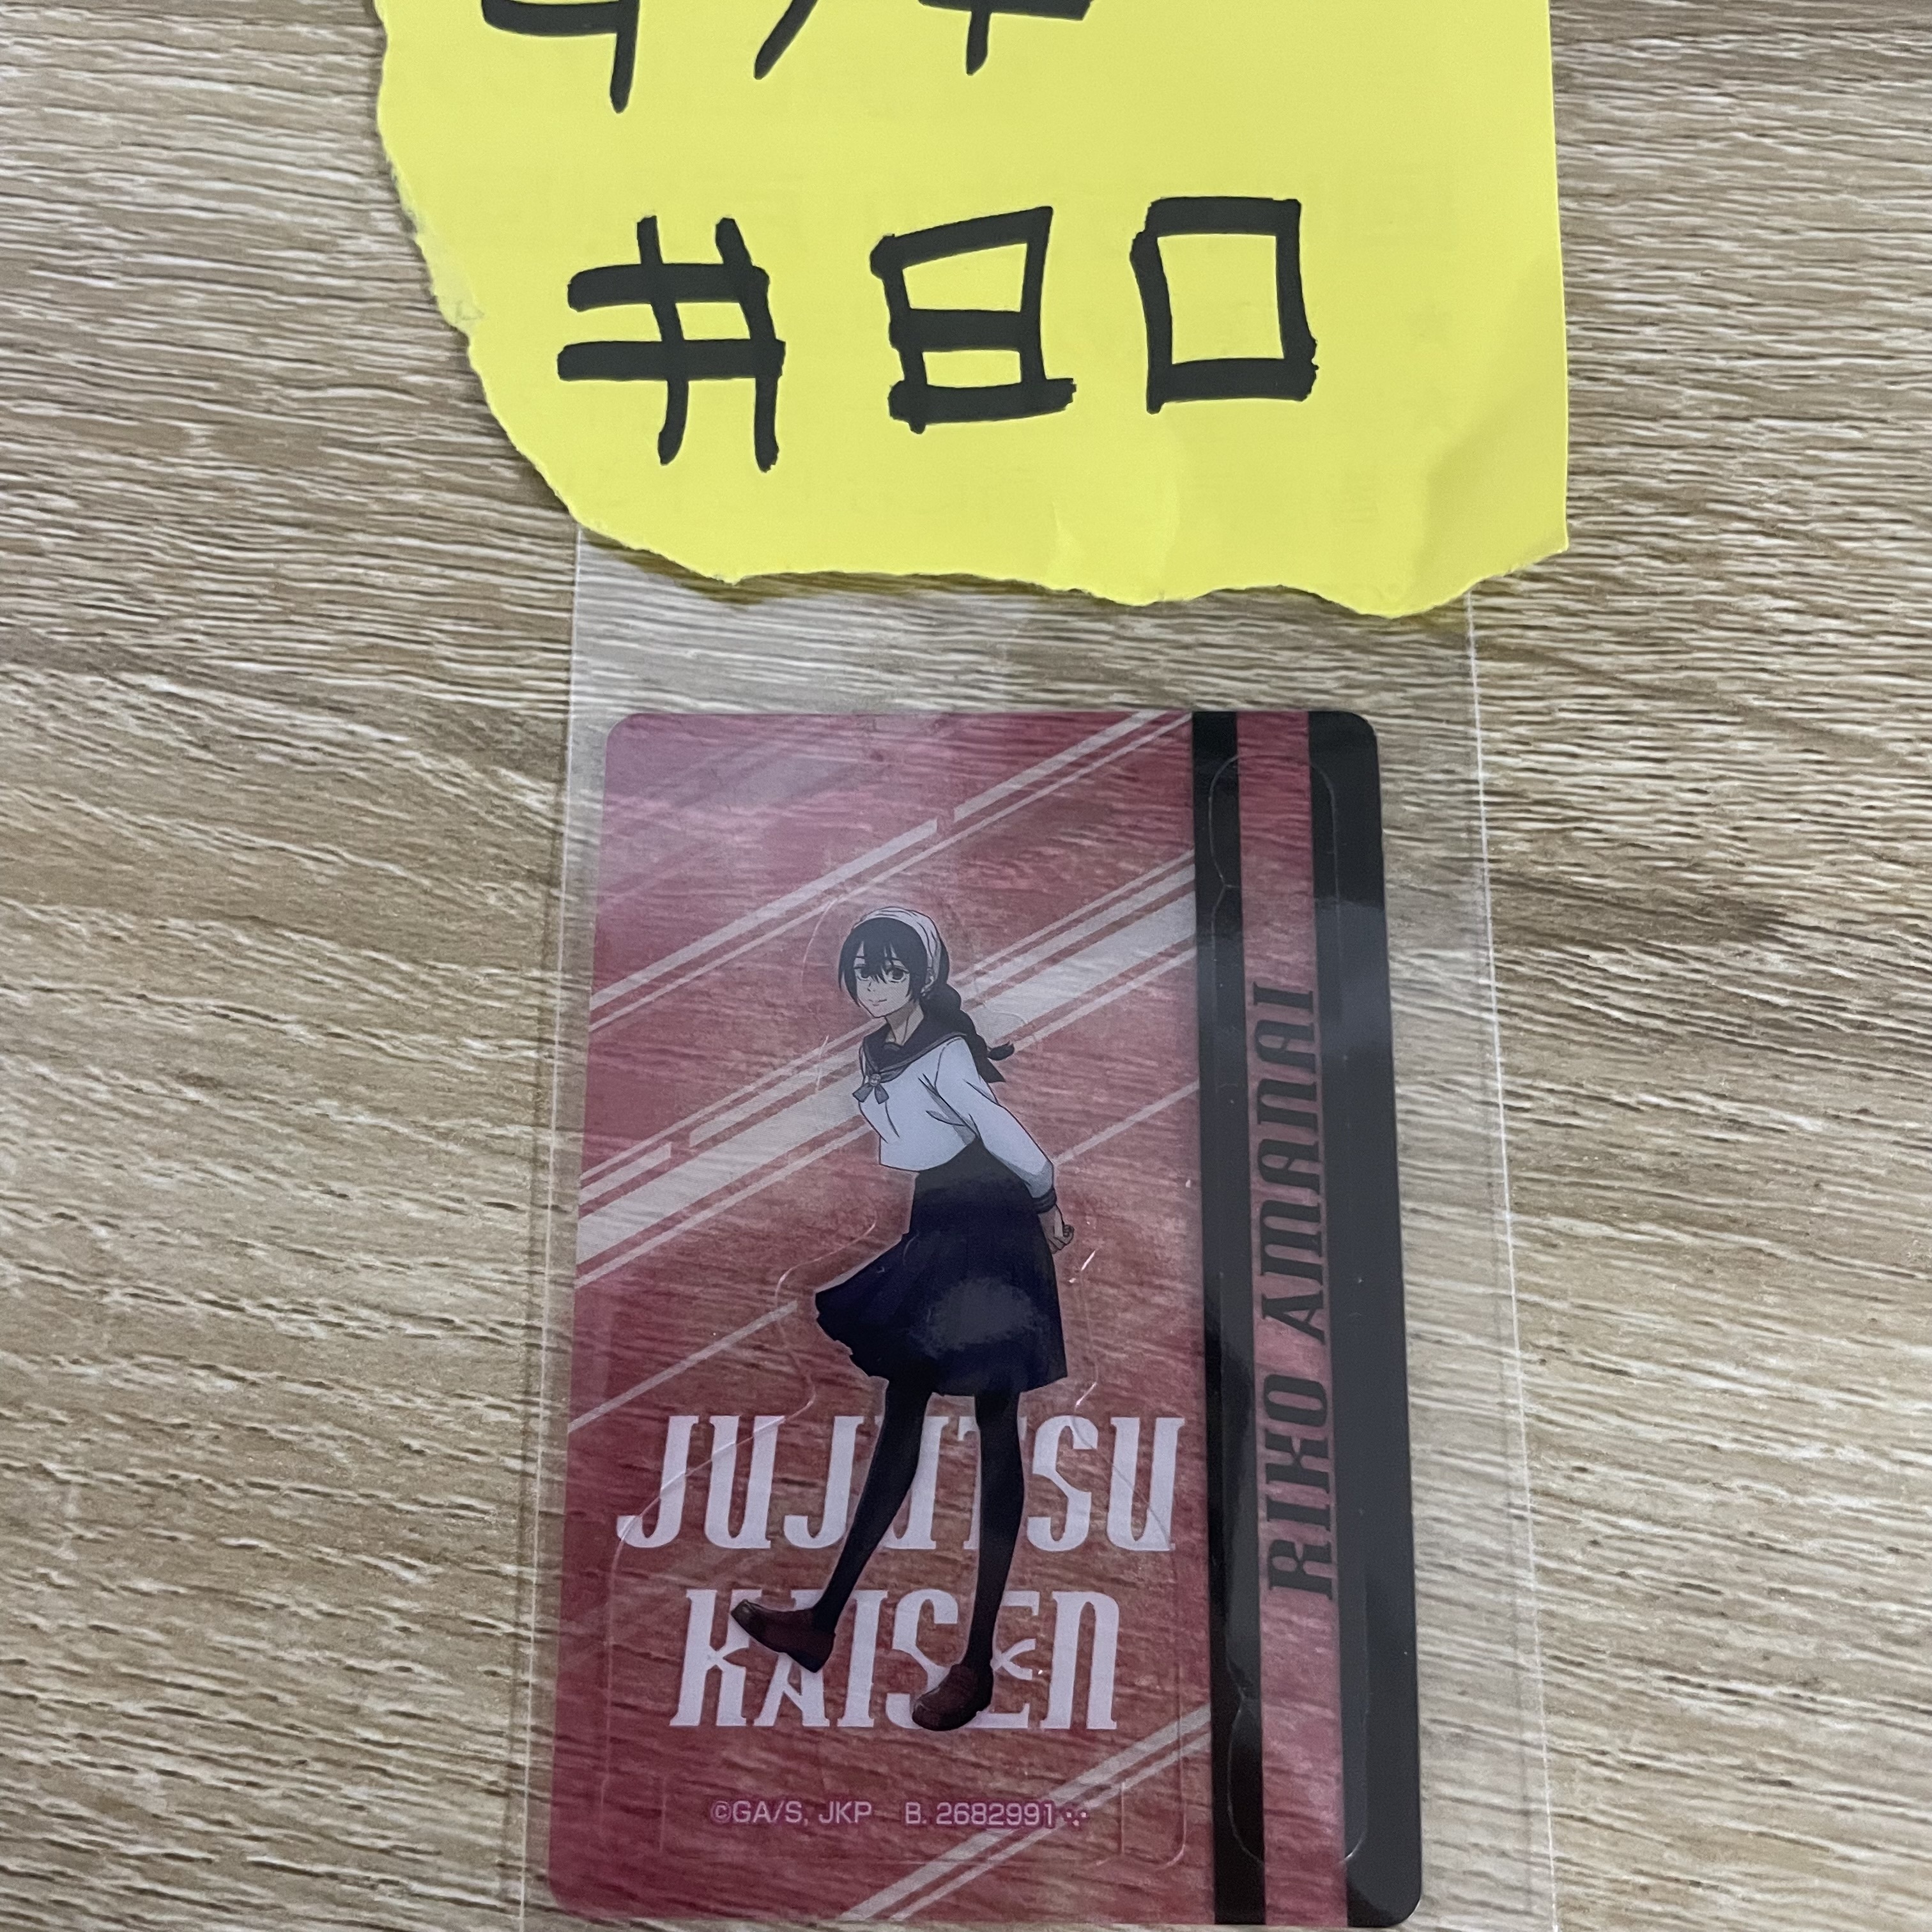 #80
JUJUTSU
KAISEN
RIKO AMANAI
©GA/S, JKP B. 2682991